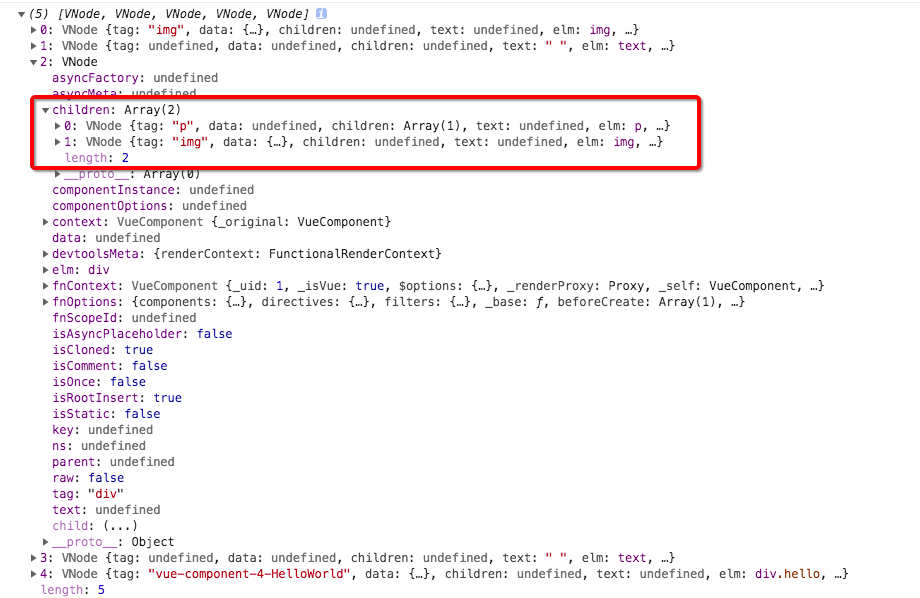 (5) [VNode, VNode, VNode, VNode, VNode] i
0: VNode {tag: "img", data: {…}, children: undefined, text: undefined, elm: img, …}
1: VNode {tag: undefined, data: undefined, children: undefined, text: " ", elm: text, …}
2: VNode
asyncFactory: undefined
asyncMeta: undefined
children: Array(2)
0: VNode {tag: "p", data: undefined, children: Array(1), text: undefined, elm: p, …}
1: VNode {tag: "img", data: {…}, children: undefined, text: undefined, elm: img, …}
length: 2
__proto__: Array(0)
componentInstance: undefined
componentOptions: undefined
context: VueComponent {_original: VueComponent}
data: undefined
devtoolsMeta: {renderContext: FunctionalRenderContext}
elm: div
fnContext: VueComponent {_uid: 1, _isVue: true, $options: {…}, _renderProxy: Proxy, _self: VueComponent, …}
fnOptions: {components: {…}, directives: {…}, filters: {…}, _base: ƒ, beforeCreate: Array(1), …}
fnScopeId: undefined
isAsyncPlaceholder: false
isCloned: true
isComment: false
isOnce: false
isRootInsert: true
isStatic: false
key: undefined
ns: undefined
parent: undefined
raw: false
tag: "div"
text: undefined
child: (...)
__proto__: Object
3: VNode {tag: undefined, data: undefined, children: undefined, text: " ", elm: text, …}
4: VNode {tag: "vue-component-4-HelloWorld", data: {…}, children: undefined, text: undefined, elm: div.hello, …}
length: 5